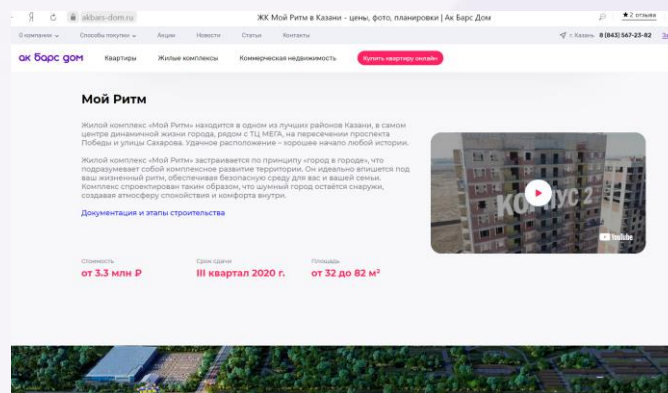 Я akbars-dom.ru ЖК Мой Ритм в Казани - цены, фото, планировки | Ак Барс Дом ★2 отзыва
О компании Способы покупки Акции Новости Статьи Контакты г. Казань 8 (843) 567-23-82
ак барс дом Квартиры Жилые комплексы Коммерческая недвижимость Купить квартиру онлайн
Мой Ритм
Жилой комплекс «Мой Ритм» находится в одном из лучших районов Казани, в самом
центре динамичной жизни города, рядом с ТЦ МЕГА, на пересечении проспекта
Победы и улицы Сахарова. Удачное расположение – хорошее начало любой истории.
Жилой комплекс «Мой Ритм» застраивается по принципу «город в городе», что
подразумевает собой комплексное развитие территории. Он идеально впишется под
ваш жизненный ритм, обеспечивая безопасную среду для вас и вашей семьи.
Комплекс спроектирован таким образом, что шумный город остаётся снаружи,
создавая атмосферу спокойствия и комфорта внутри.
Документация и этапы строительства
КОРПУС 2
YouTube
Стоимость Срок сдачи Площадь
от 3.3 млн ₽ III квартал 2020 г. от 32 до 82 м²